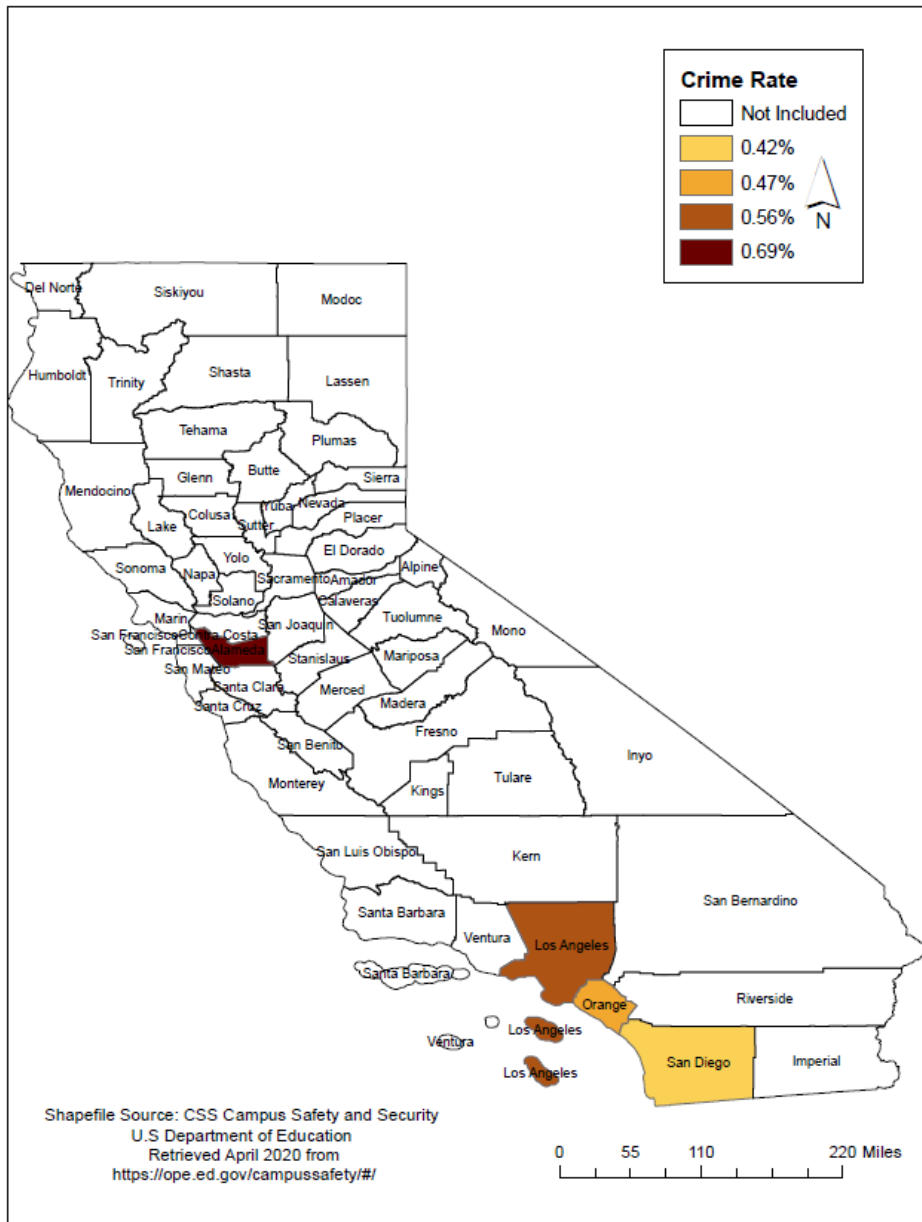 Crime Rate
Not Included
0.42%
0.47%
0.56%
0.69%
N
Del Norte
Siskiyou
Modoc
Humboldt
Trinity
Shasta
Lassen
Tehama
Plumas
Glenn
Butte
Sierra
Mendocino
Colusa
Yuba
Nevada
Lake
Sutter
Placer
Yolo
El Dorado
Sonoma
Napa
Sacramento
Amador
Alpine
Solano
Calaveras
Marin
Tuolumne
San Francisco
Contra Costa
San Joaquin
Mono
San Francisco
Alameda
Stanislaus
Mariposa
San Mateo
Santa Clara
Merced
Madera
Santa Cruz
Fresno
San Benito
Inyo
Monterey
Kings
Tulare
San Luis Obispo
Kern
San Bernardino
Santa Barbara
Ventura
Los Angeles
Santa Barbara
Orange
Riverside
Los Angeles
Ventura
San Diego
Imperial
Los Angeles
Shapefile Source: CSS Campus Safety and Security
U.S Department of Education
Retrieved April 2020 from
https://ope.ed.gov/campussafety/#/
0 55 110 220 Miles